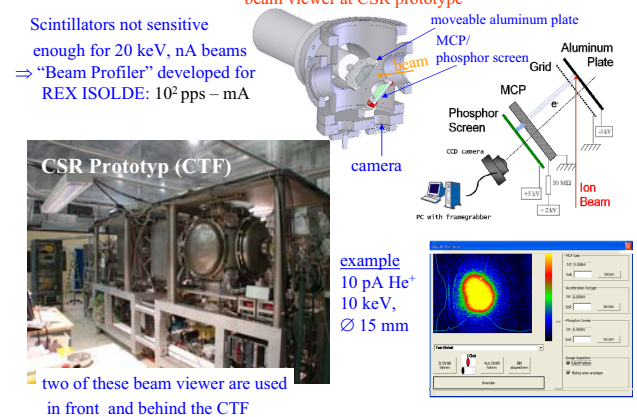 beam viewer at CSR prototype
Scintillators not sensitive
enough for 20 keV, nA beams
⇒ “Beam Profiler” developed for
REX ISOLDE: 10² pps – mA
moveable aluminum plate
MCP/
phosphor screen
beam
camera
Aluminum
Plate
Grid
MCP
e⁻
Phosphor
Screen
CCD camera
50 MΩ
+5 kV
+ 2 kV
Ion
Beam
PC with framegrabber
CSR Prototyp (CTF)
example
10 pA He⁺
10 keV,
∅ 15 mm
two of these beam viewer are used
in front and behind the CTF